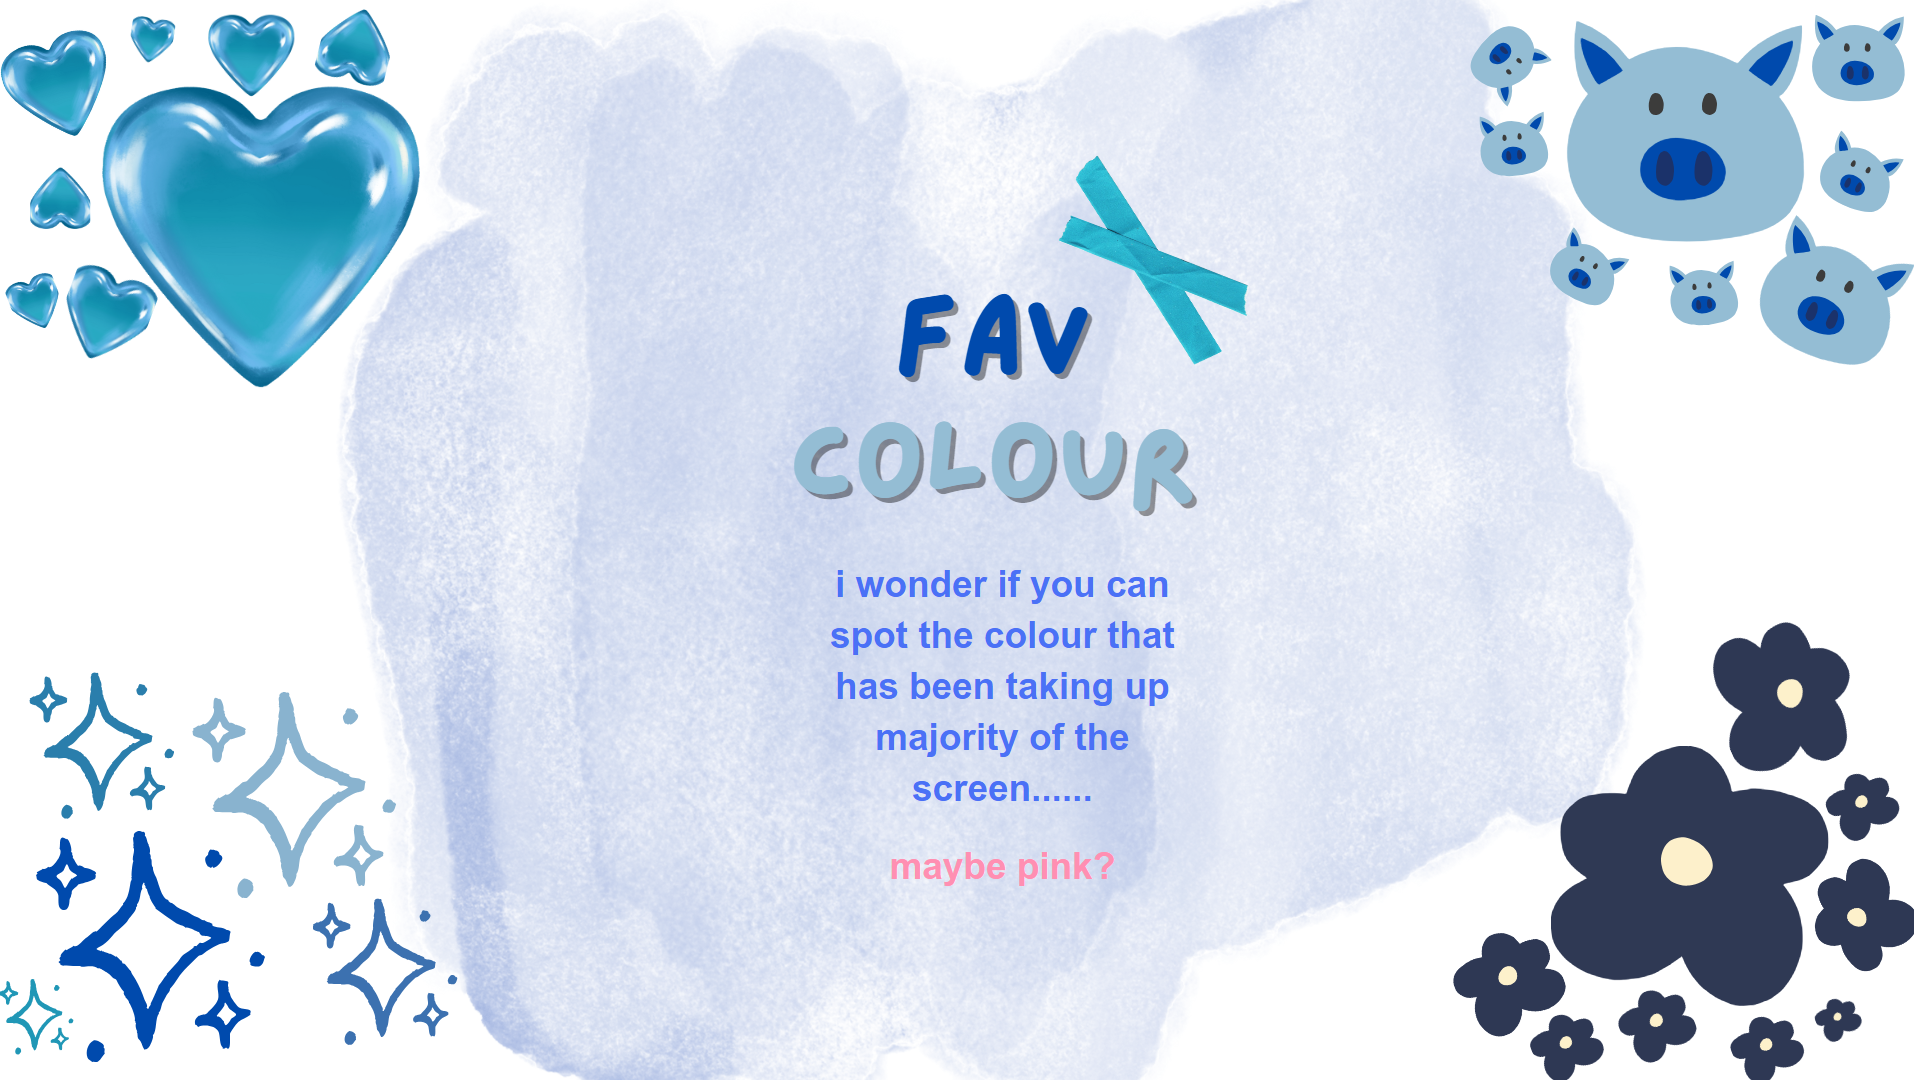 FAV
COLOUR
i wonder if you can
spot the colour that
has been taking up
majority of the
screen......
maybe pink?